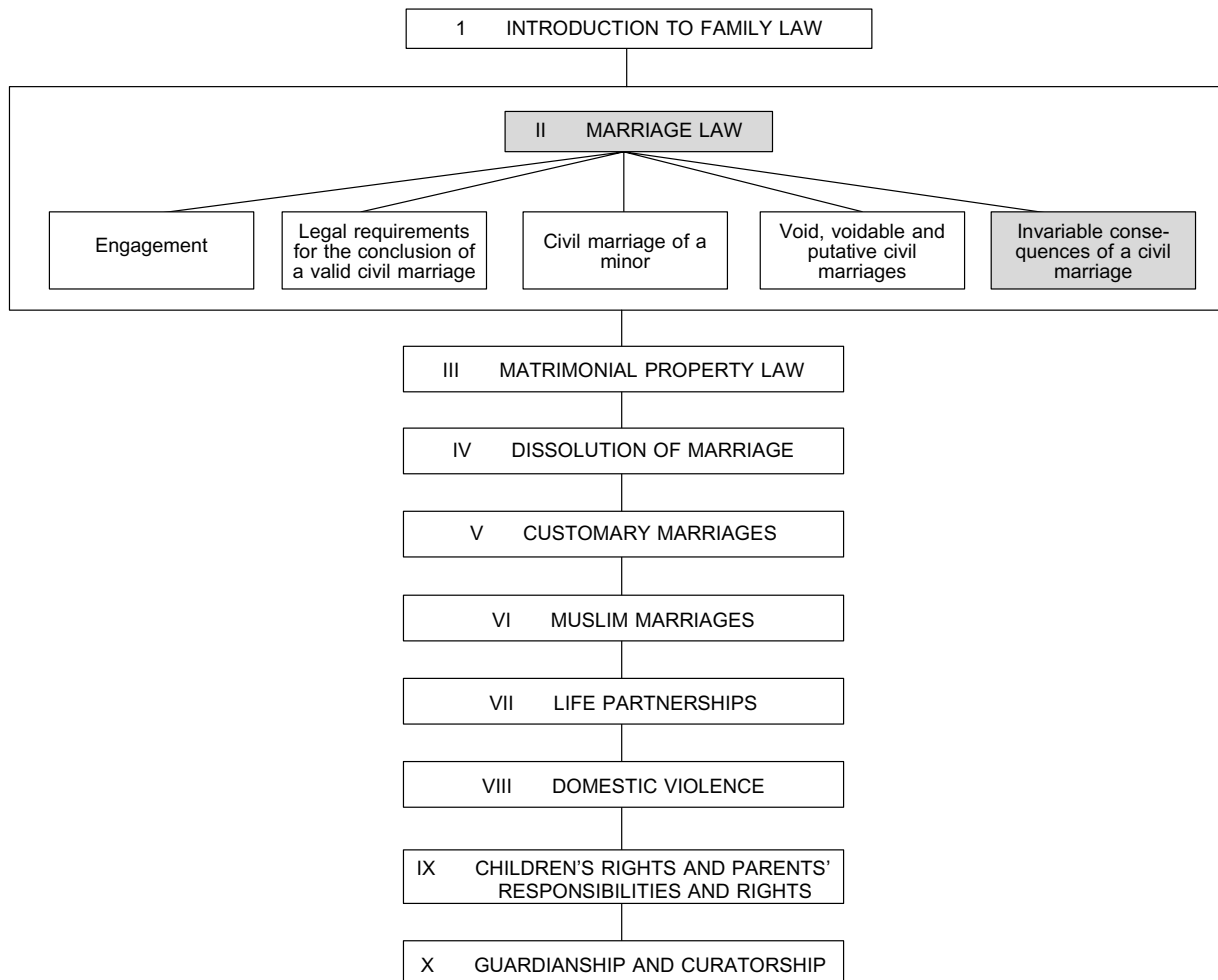 1 INTRODUCTION TO FAMILY LAW
II MARRIAGE LAW
Engagement
Legal requirements
for the conclusion of
a valid civil marriage
Civil marriage of a
minor
Void, voidable and
putative civil
marriages
Invariable conse-
quences of a civil
marriage
III MATRIMONIAL PROPERTY LAW
IV DISSOLUTION OF MARRIAGE
V CUSTOMARY MARRIAGES
VI MUSLIM MARRIAGES
VII LIFE PARTNERSHIPS
VIII DOMESTIC VIOLENCE
IX CHILDREN’S RIGHTS AND PARENTS’
RESPONSIBILITIES AND RIGHTS
X GUARDIANSHIP AND CURATORSHIP